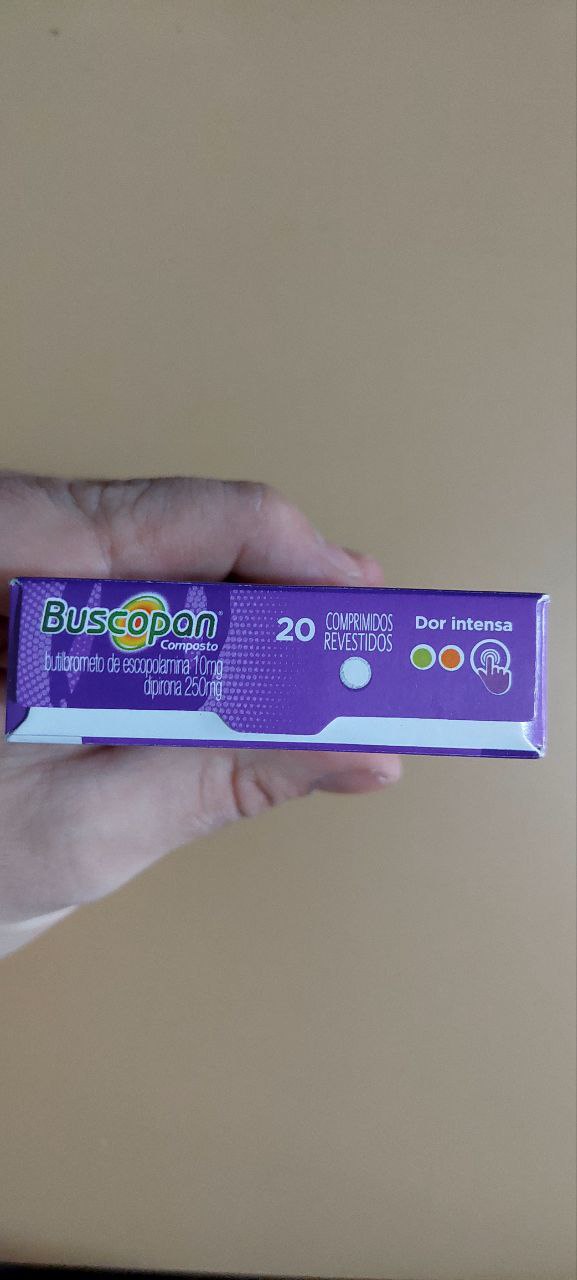 Buscopan®
Composto
butilbrometo de escopolamina 10mg
dipirona 250mg
20 COMPRIMIDOS
REVESTIDOS
Dor intensa